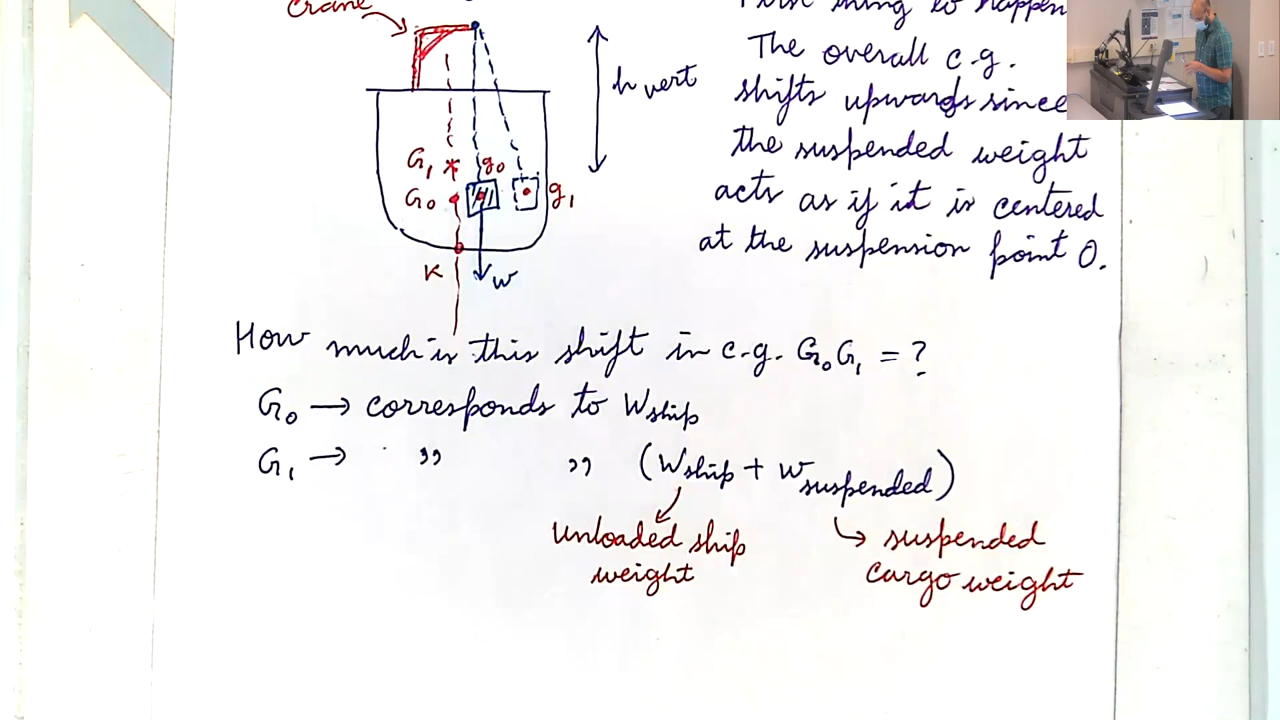 Crane
First thing to happen
The overall c.g.
shifts upwards since
the suspended weight
acts as if it is centered
at the suspension point O.
h vert
G₁
g₀
G₀
g₁
K
w
How much is this shift in c.g. G₀G₁ = ?
G₀ → corresponds to Wship
G₁ → " " (Wship + wsuspended)
unloaded ship
weight
suspended
cargo weight